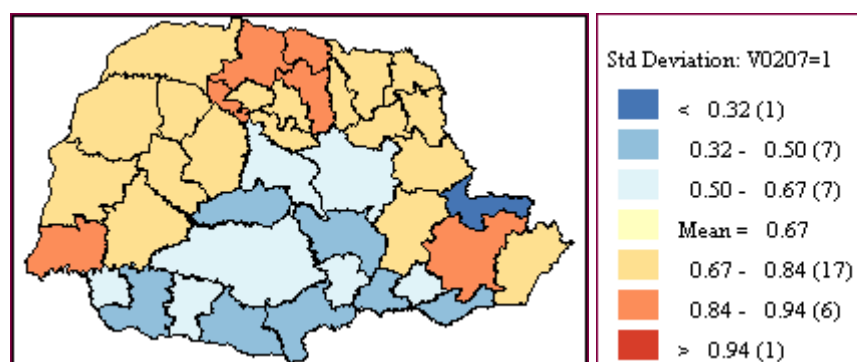 Std Deviation: V0207=1
< 0.32 (1)
0.32 - 0.50 (7)
0.50 - 0.67 (7)
Mean = 0.67
0.67 - 0.84 (17)
0.84 - 0.94 (6)
> 0.94 (1)